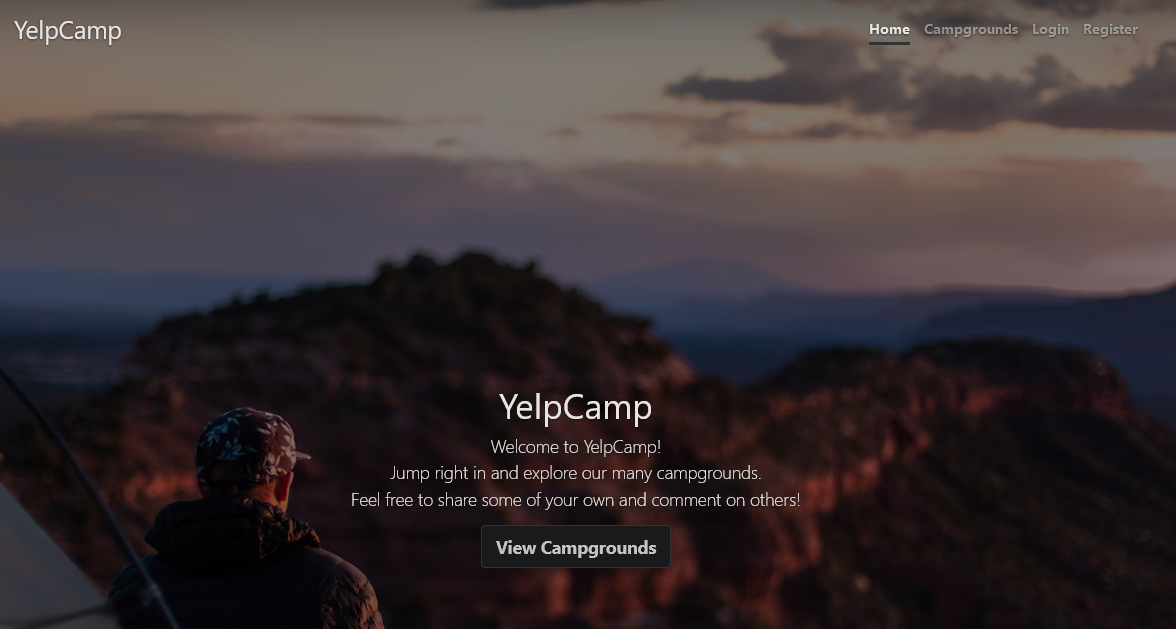 YelpCamp
Home Campgrounds Login Register
YelpCamp
Welcome to YelpCamp!
Jump right in and explore our many campgrounds.
Feel free to share some of your own and comment on others!
View Campgrounds